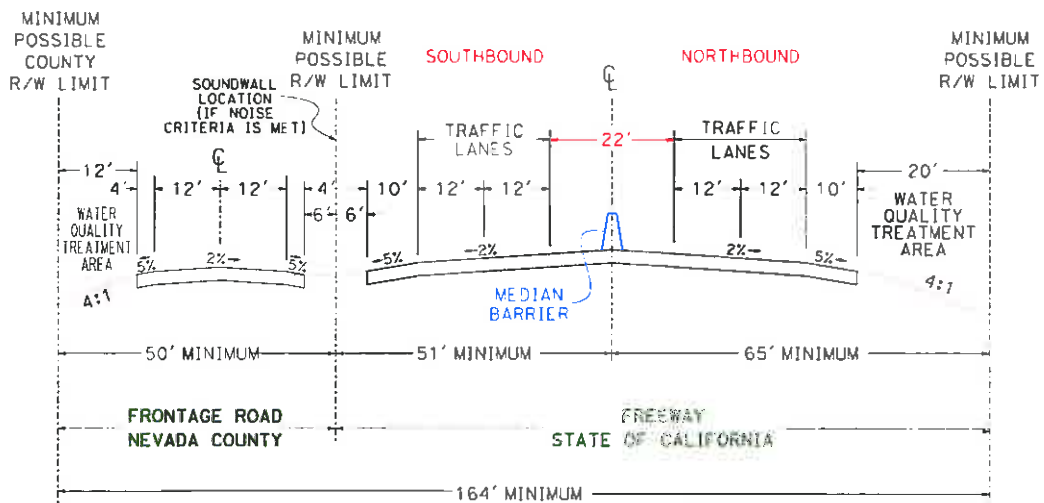 MINIMUM
POSSIBLE
COUNTY
R/W LIMIT
MINIMUM
POSSIBLE
R/W LIMIT
SOUTHBOUND
℄
NORTHBOUND
MINIMUM
POSSIBLE
R/W LIMIT
SOUNDWALL
LOCATION
(IF NOISE
CRITERIA IS MET)
℄
TRAFFIC
LANES
22'
TRAFFIC
LANES
12'
4'
12'
12'
4'
10'
12'
12'
12'
12'
10'
20'
6'
6'
WATER
QUALITY
TREATMENT
AREA
WATER
QUALITY
TREATMENT
AREA
5%
2%
5%
5%
2%
2%
5%
4:1
4:1
MEDIAN
BARRIER
50' MINIMUM
51' MINIMUM
65' MINIMUM
FRONTAGE ROAD
NEVADA COUNTY
FREEWAY
STATE OF CALIFORNIA
164' MINIMUM